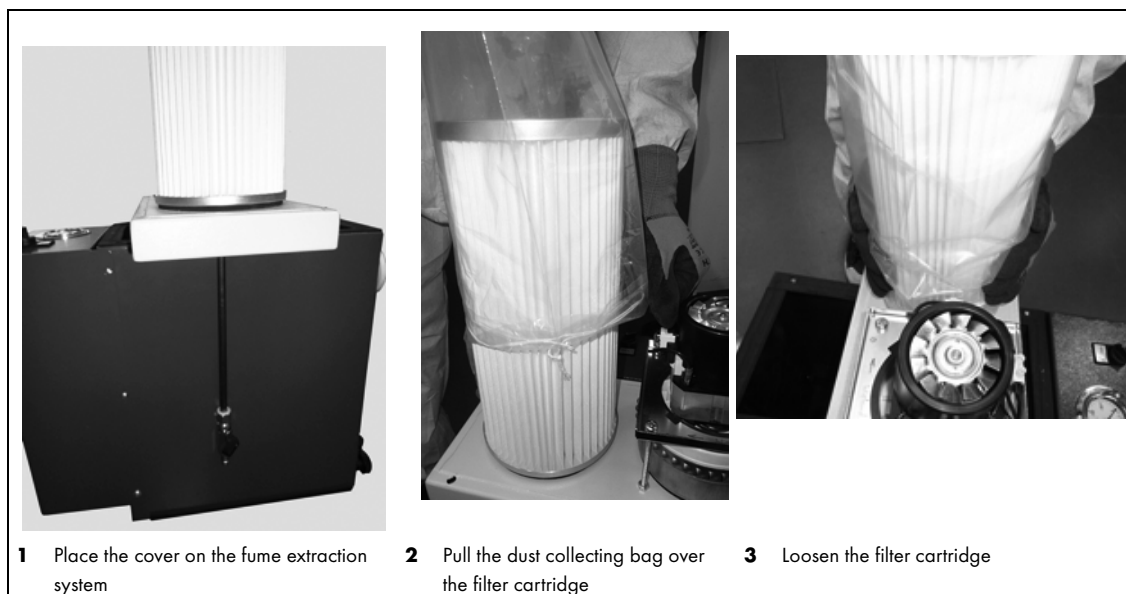 1 Place the cover on the fume extraction
system
2 Pull the dust collecting bag over
the filter cartridge
3 Loosen the filter cartridge